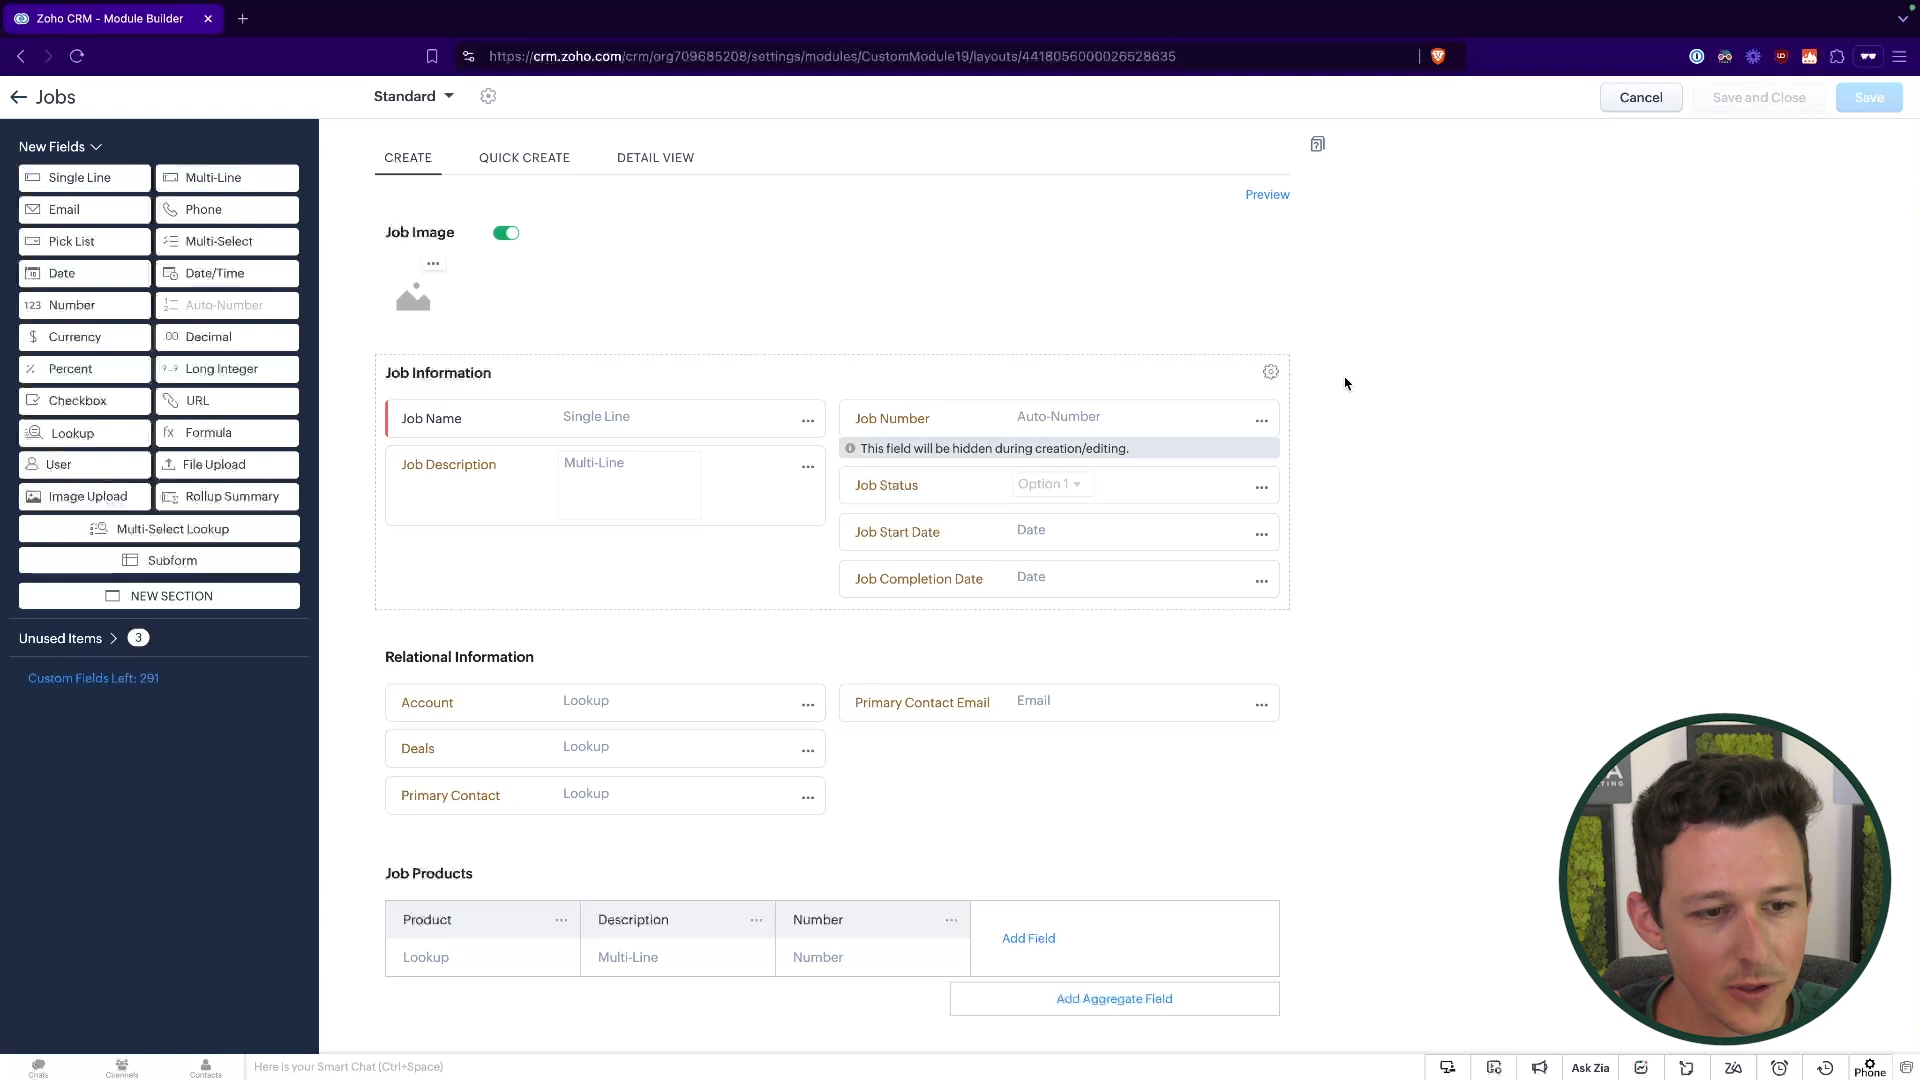 Zoho CRM - Module Builder
https://crm.zoho.com/crm/org709685208/settings/modules/CustomModule19/layouts/4418056000026528635
Jobs
Standard
Cancel
Save and Close
Save
New Fields
Single Line
Multi-Line
Email
Phone
Pick List
Multi-Select
Date
Date/Time
123 Number
Auto-Number
$ Currency
Decimal
% Percent
Long Integer
Checkbox
URL
Lookup
fx Formula
User
File Upload
Image Upload
Rollup Summary
Multi-Select Lookup
Subform
NEW SECTION
Unused Items
3
Custom Fields Left: 291
CREATE
QUICK CREATE
DETAIL VIEW
Preview
Job Image
Job Information
Job Name
Single Line
Job Number
Auto-Number
This field will be hidden during creation/editing.
Job Description
Multi-Line
Job Status
Option 1
Job Start Date
Date
Job Completion Date
Date
Relational Information
Account
Lookup
Primary Contact Email
Email
Deals
Lookup
Primary Contact
Lookup
Job Products
Product
Description
Number
Add Field
Lookup
Multi-Line
Number
Add Aggregate Field
Chats
Channels
Contacts
Here is your Smart Chat (Ctrl+Space)
Ask Zia
Phone